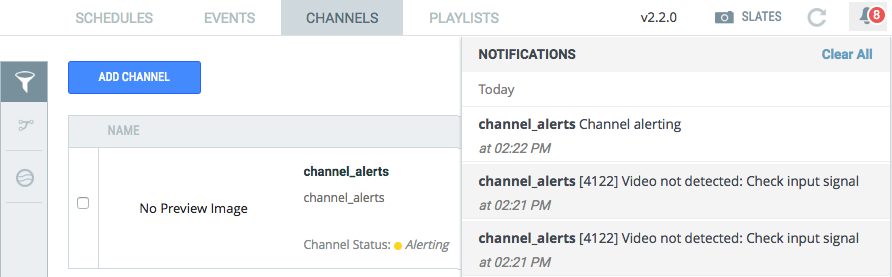 SCHEDULES EVENTS CHANNELS PLAYLISTS v2.2.0 SLATES 8
NOTIFICATIONS Clear All
ADD CHANNEL
Today
NAME
channel_alerts Channel alerting
at 02:22 PM
channel_alerts
channel_alerts
No Preview Image
Channel Status: Alerting
channel_alerts [4122] Video not detected: Check input signal
at 02:21 PM
channel_alerts [4122] Video not detected: Check input signal
at 02:21 PM